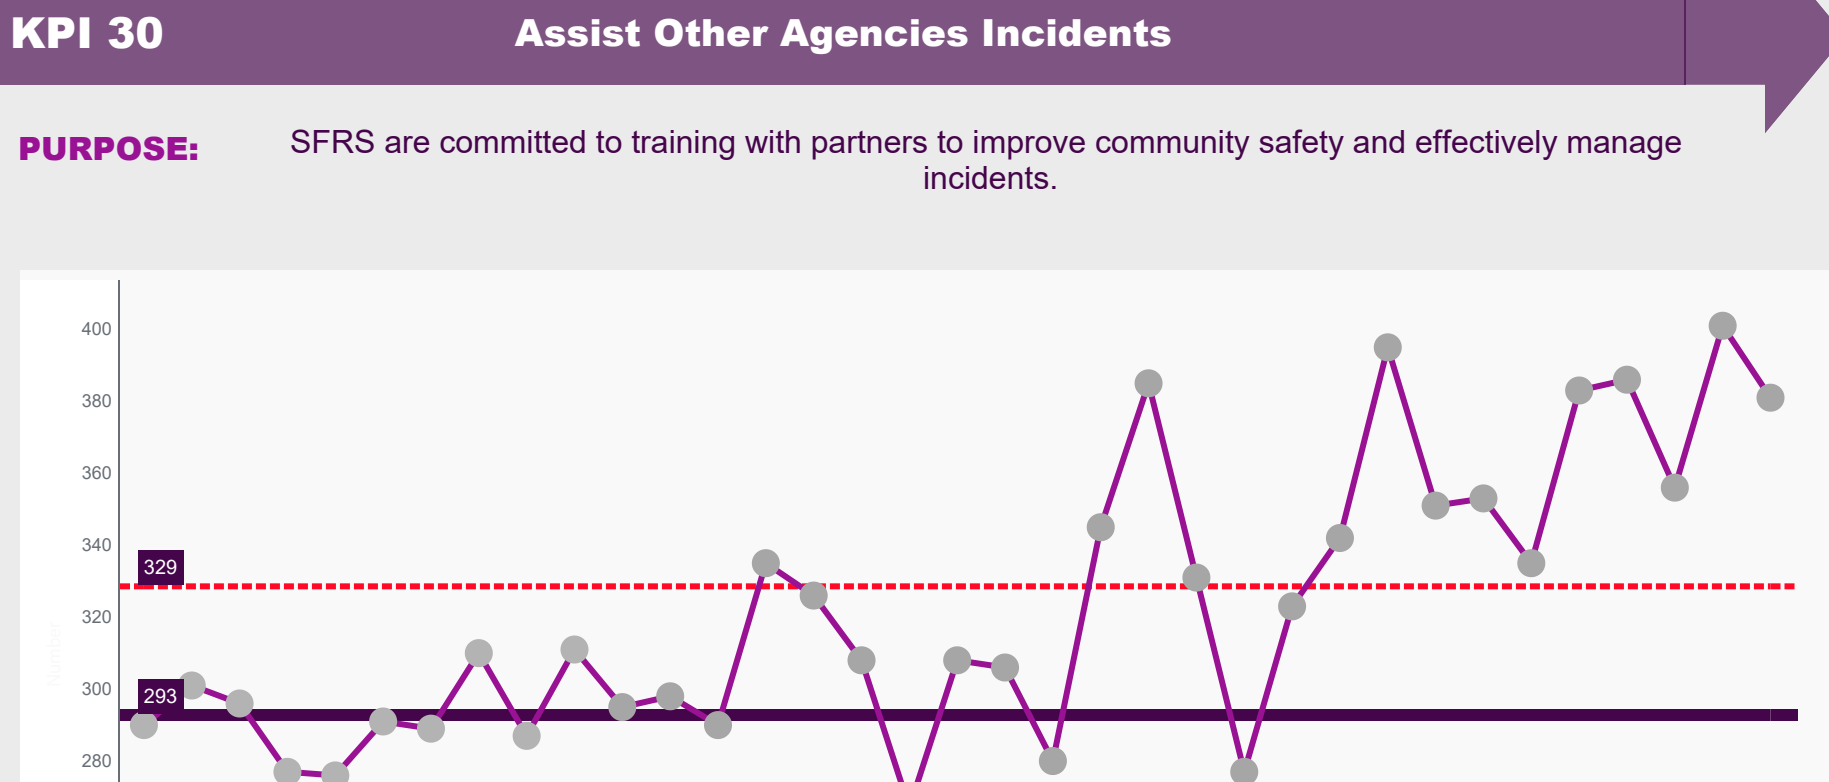 KPI 30
Assist Other Agencies Incidents
PURPOSE:
SFRS are committed to training with partners to improve community safety and effectively manage
incidents.
400
380
360
340
329
320
Number
300
293
280